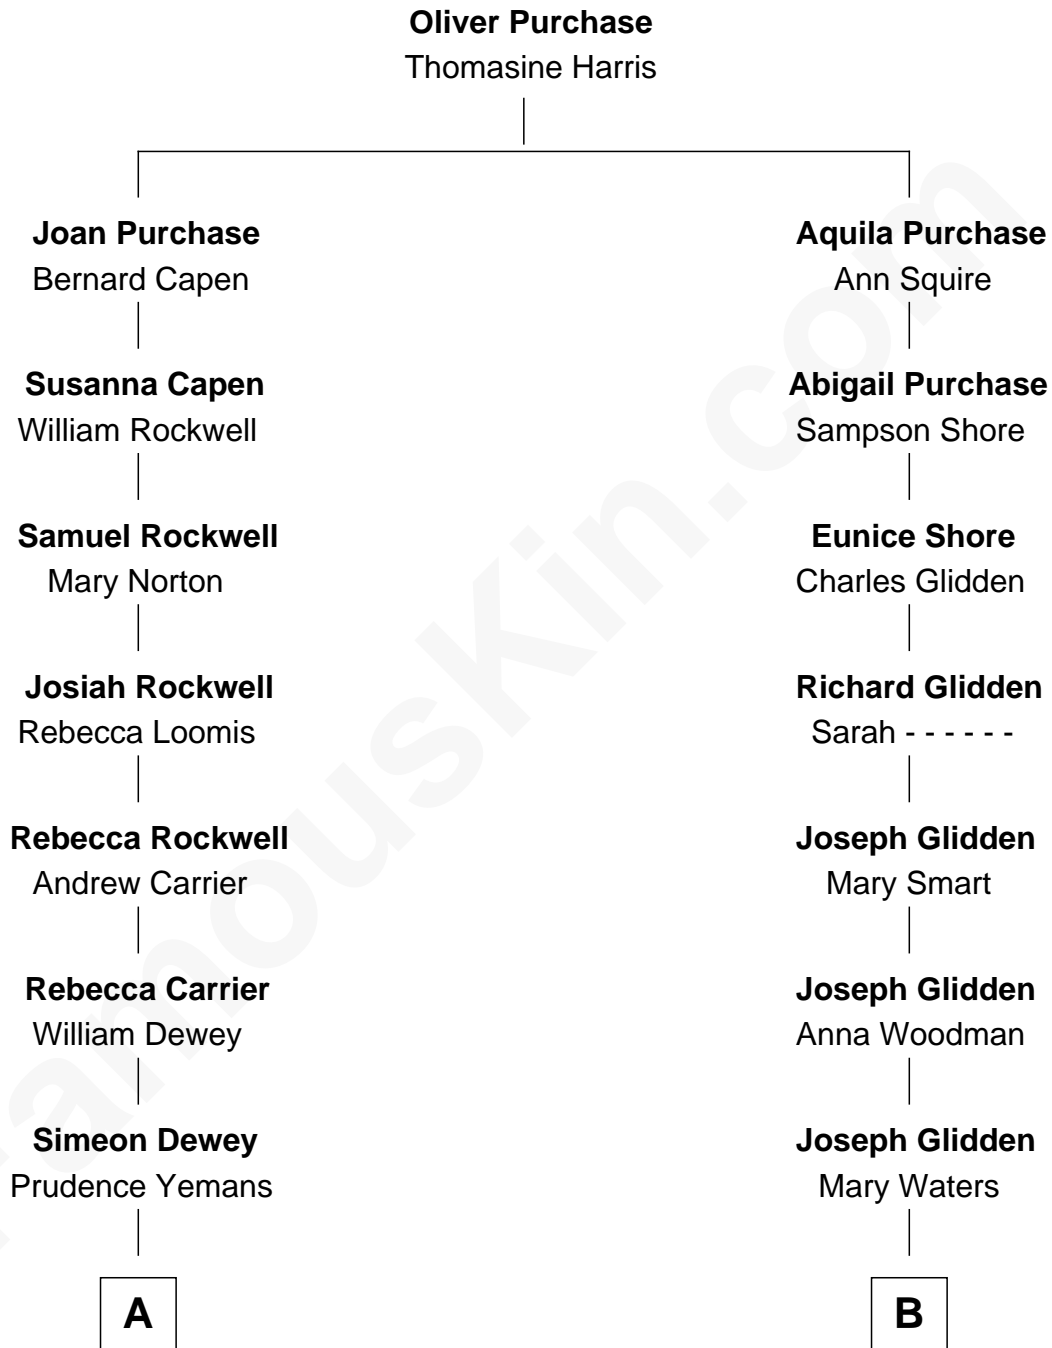 Oliver Purchase
Thomasine Harris
Joan Purchase
Bernard Capen
Aquila Purchase
Ann Squire
Susanna Capen
William Rockwell
Abigail Purchase
Sampson Shore
Samuel Rockwell
Mary Norton
Eunice Shore
Charles Glidden
Josiah Rockwell
Rebecca Loomis
Richard Glidden
Sarah - - - - - -
Rebecca Rockwell
Andrew Carrier
Joseph Glidden
Mary Smart
Rebecca Carrier
William Dewey
Joseph Glidden
Anna Woodman
Simeon Dewey
Prudence Yemans
Joseph Glidden
Mary Waters
A
B
FamousKin.com